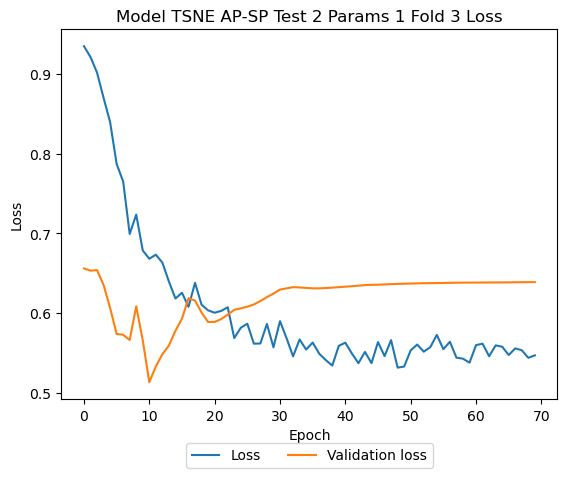 Model TSNE AP-SP Test 2 Params 1 Fold 3 Loss
0.9
0.8
0.7
0.6
0.5
Loss
0 10 20 30 40 50 60 70
Epoch
Loss Validation loss